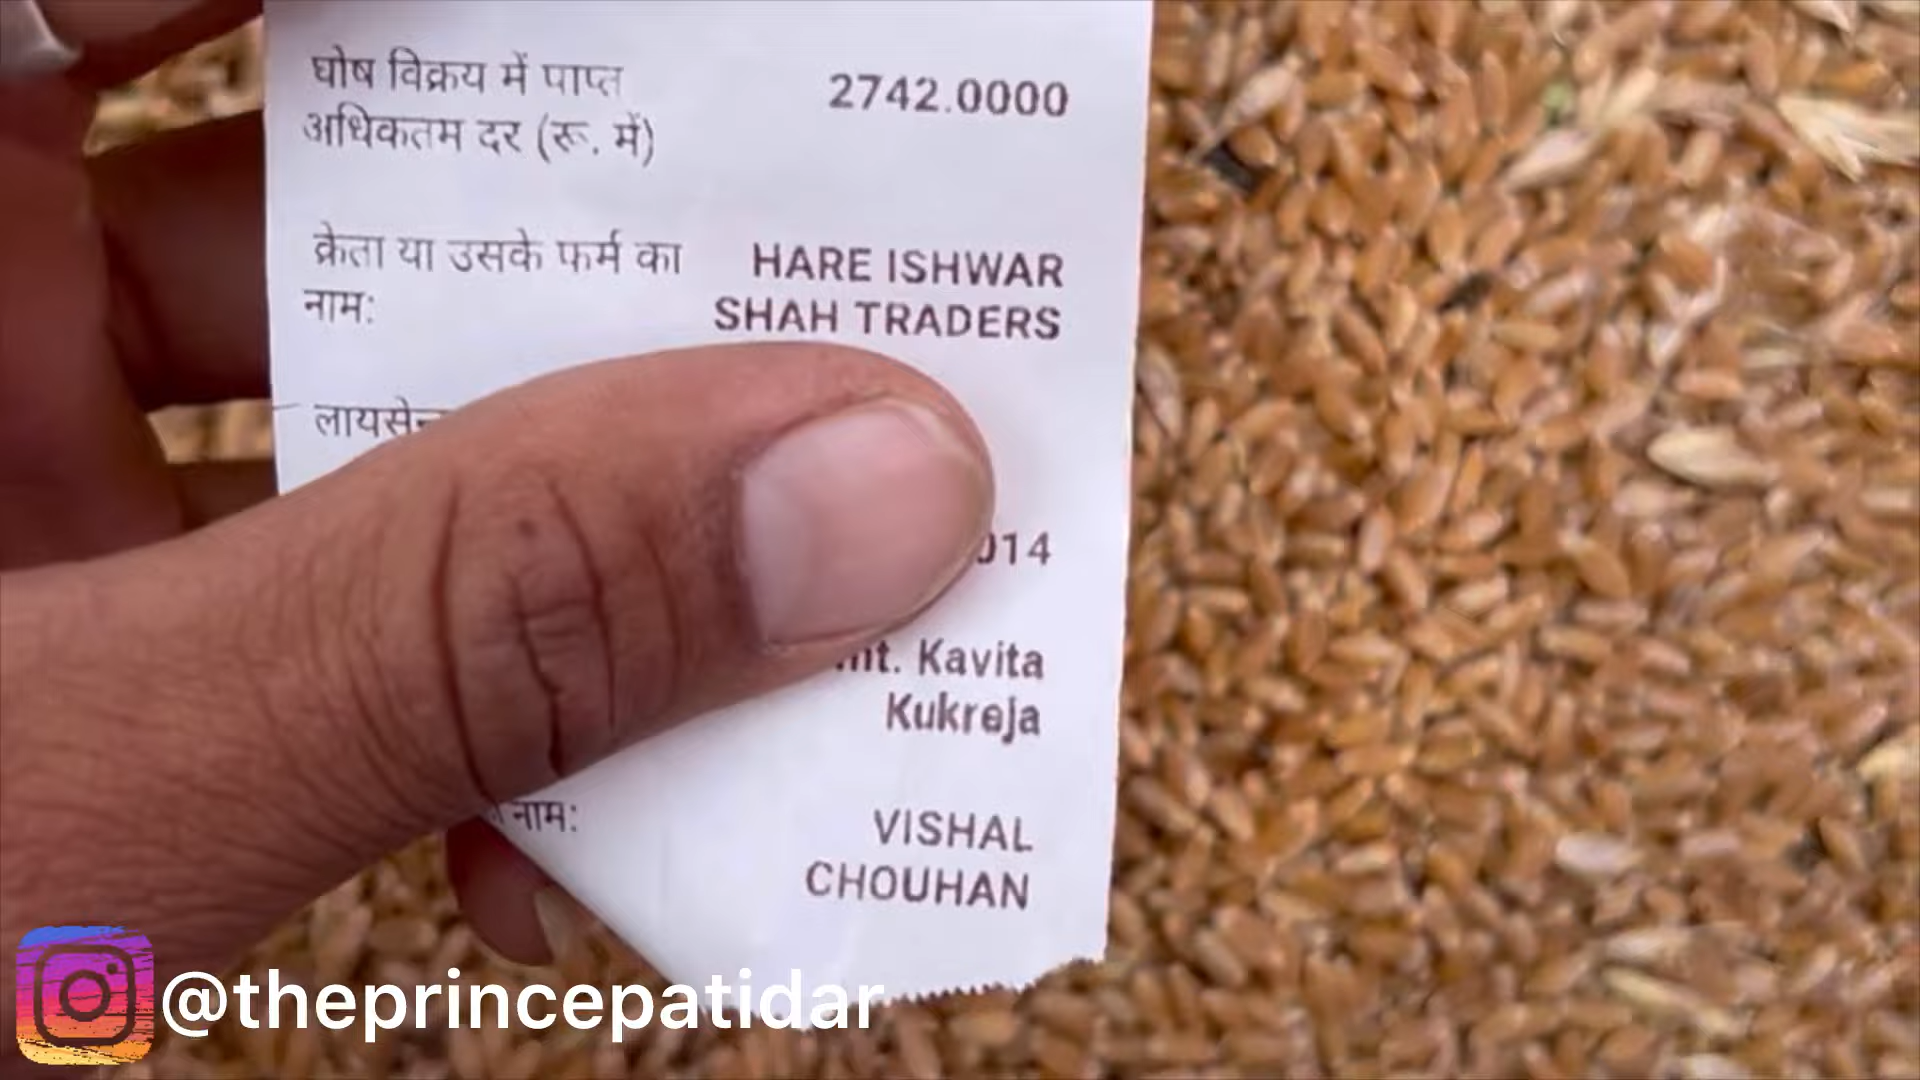 घोष विक्रय में पाप्त 2742.0000
अधिकतम दर (रू. में)
क्रेता या उसके फर्म का HARE ISHWAR
नाम: SHAH TRADERS
014
Kavita
Kukreja
नाम: VISHAL
CHOUHAN
@theprincepatidar